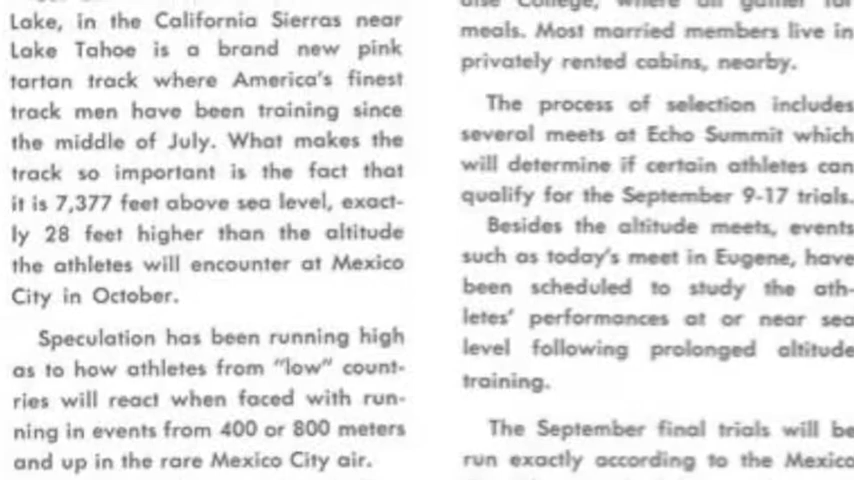 Lake, in the California Sierras near
Lake Tahoe is a brand new pink
tartan track where America's finest
track men have been training since
the middle of July. What makes the
track so important is the fact that
it is 7,377 feet above sea level, exact-
ly 28 feet higher than the altitude
the athletes will encounter at Mexico
City in October.
Speculation has been running high
as to how athletes from "low" count-
ries will react when faced with run-
ning in events from 400 or 800 meters
and up in the rare Mexico City air.
College, where all gather for
meals. Most married members live in
privately rented cabins, nearby.
The process of selection includes
several meets at Echo Summit which
will determine if certain athletes can
qualify for the September 9-17 trials.
Besides the altitude meets, events
such as today's meet in Eugene, have
been scheduled to study the ath-
letes' performances at or near sea
level following prolonged altitude
training.
The September final trials will be
run exactly according to the Mexico